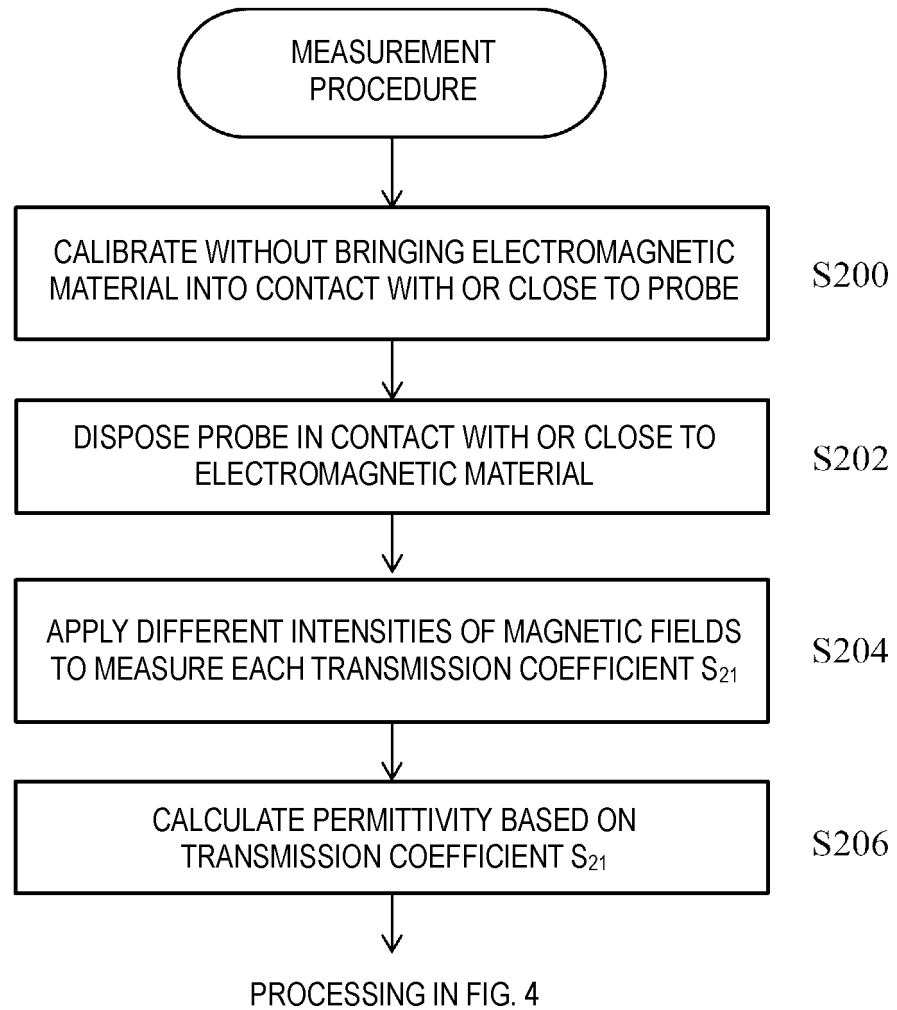 MEASUREMENT
PROCEDURE
CALIBRATE WITHOUT BRINGING ELECTROMAGNETIC
MATERIAL INTO CONTACT WITH OR CLOSE TO PROBE
S200
DISPOSE PROBE IN CONTACT WITH OR CLOSE TO
ELECTROMAGNETIC MATERIAL
S202
APPLY DIFFERENT INTENSITIES OF MAGNETIC FIELDS
TO MEASURE EACH TRANSMISSION COEFFICIENT S₂₁
S204
CALCULATE PERMITTIVITY BASED ON
TRANSMISSION COEFFICIENT S₂₁
S206
PROCESSING IN FIG. 4